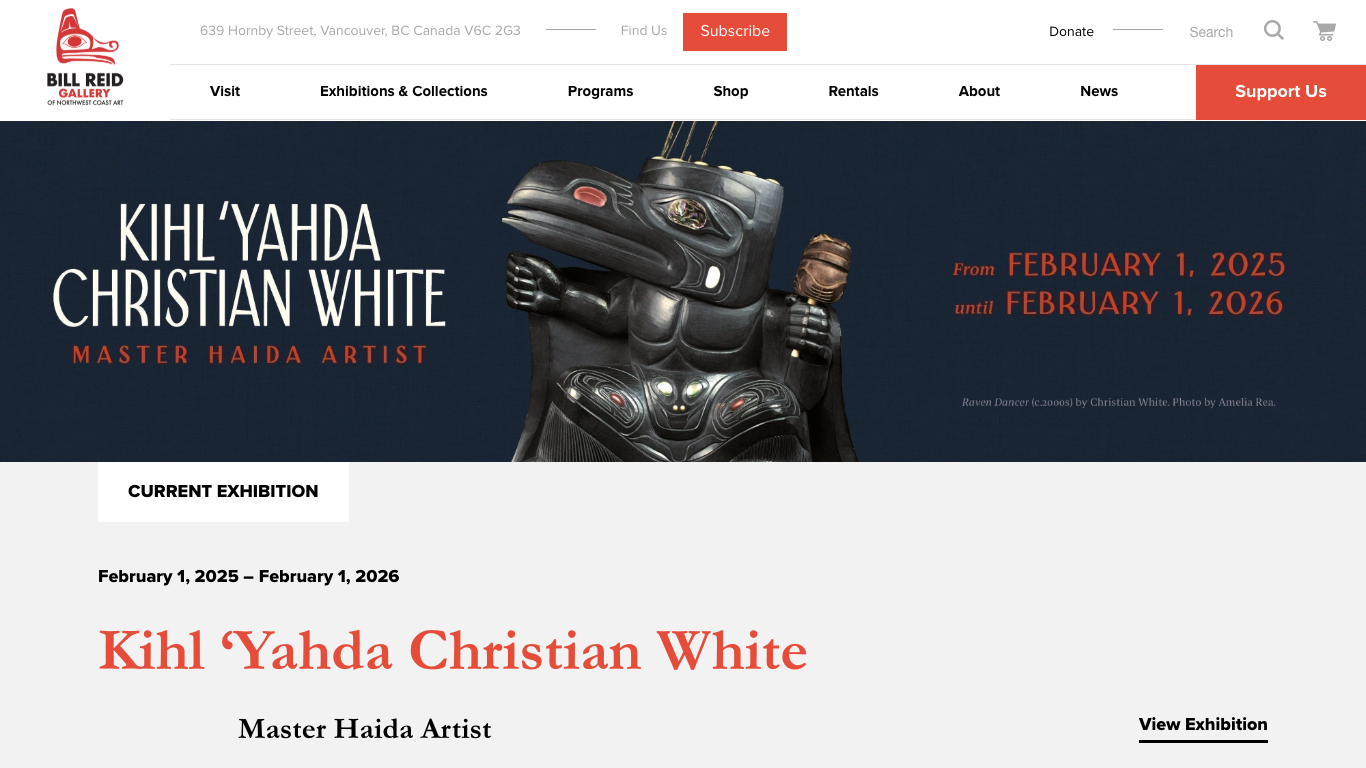 BILL REID
GALLERY
OF NORTHWEST COAST ART
639 Hornby Street, Vancouver, BC Canada V6C 2G3
Find Us
Subscribe
Donate
Search
Visit
Exhibitions & Collections
Programs
Shop
Rentals
About
News
Support Us
KIHL 'YAHDA
CHRISTIAN WHITE
MASTER HAIDA ARTIST
From FEBRUARY 1, 2025
until FEBRUARY 1, 2026
Raven Dancer (c.2000s) by Christian White. Photo by Amelia Rea.
CURRENT EXHIBITION
February 1, 2025 – February 1, 2026
Kihl ‘Yahda Christian White
Master Haida Artist
View Exhibition